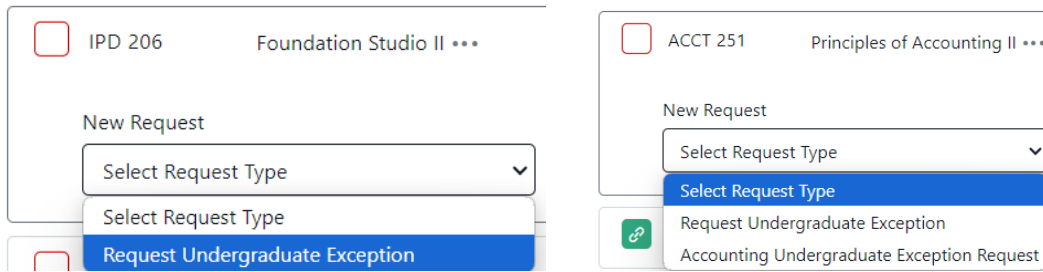 IPD 206 Foundation Studio II •••
New Request
Select Request Type
Select Request Type
Request Undergraduate Exception
ACCT 251 Principles of Accounting II •••
New Request
Select Request Type
Select Request Type
Request Undergraduate Exception
Accounting Undergraduate Exception Request